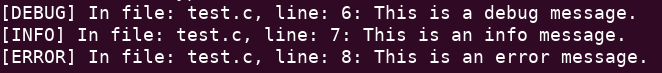 [DEBUG] In file: test.c, line: 6: This is a debug message.
[INFO] In file: test.c, line: 7: This is an info message.
[ERROR] In file: test.c, line: 8: This is an error message.